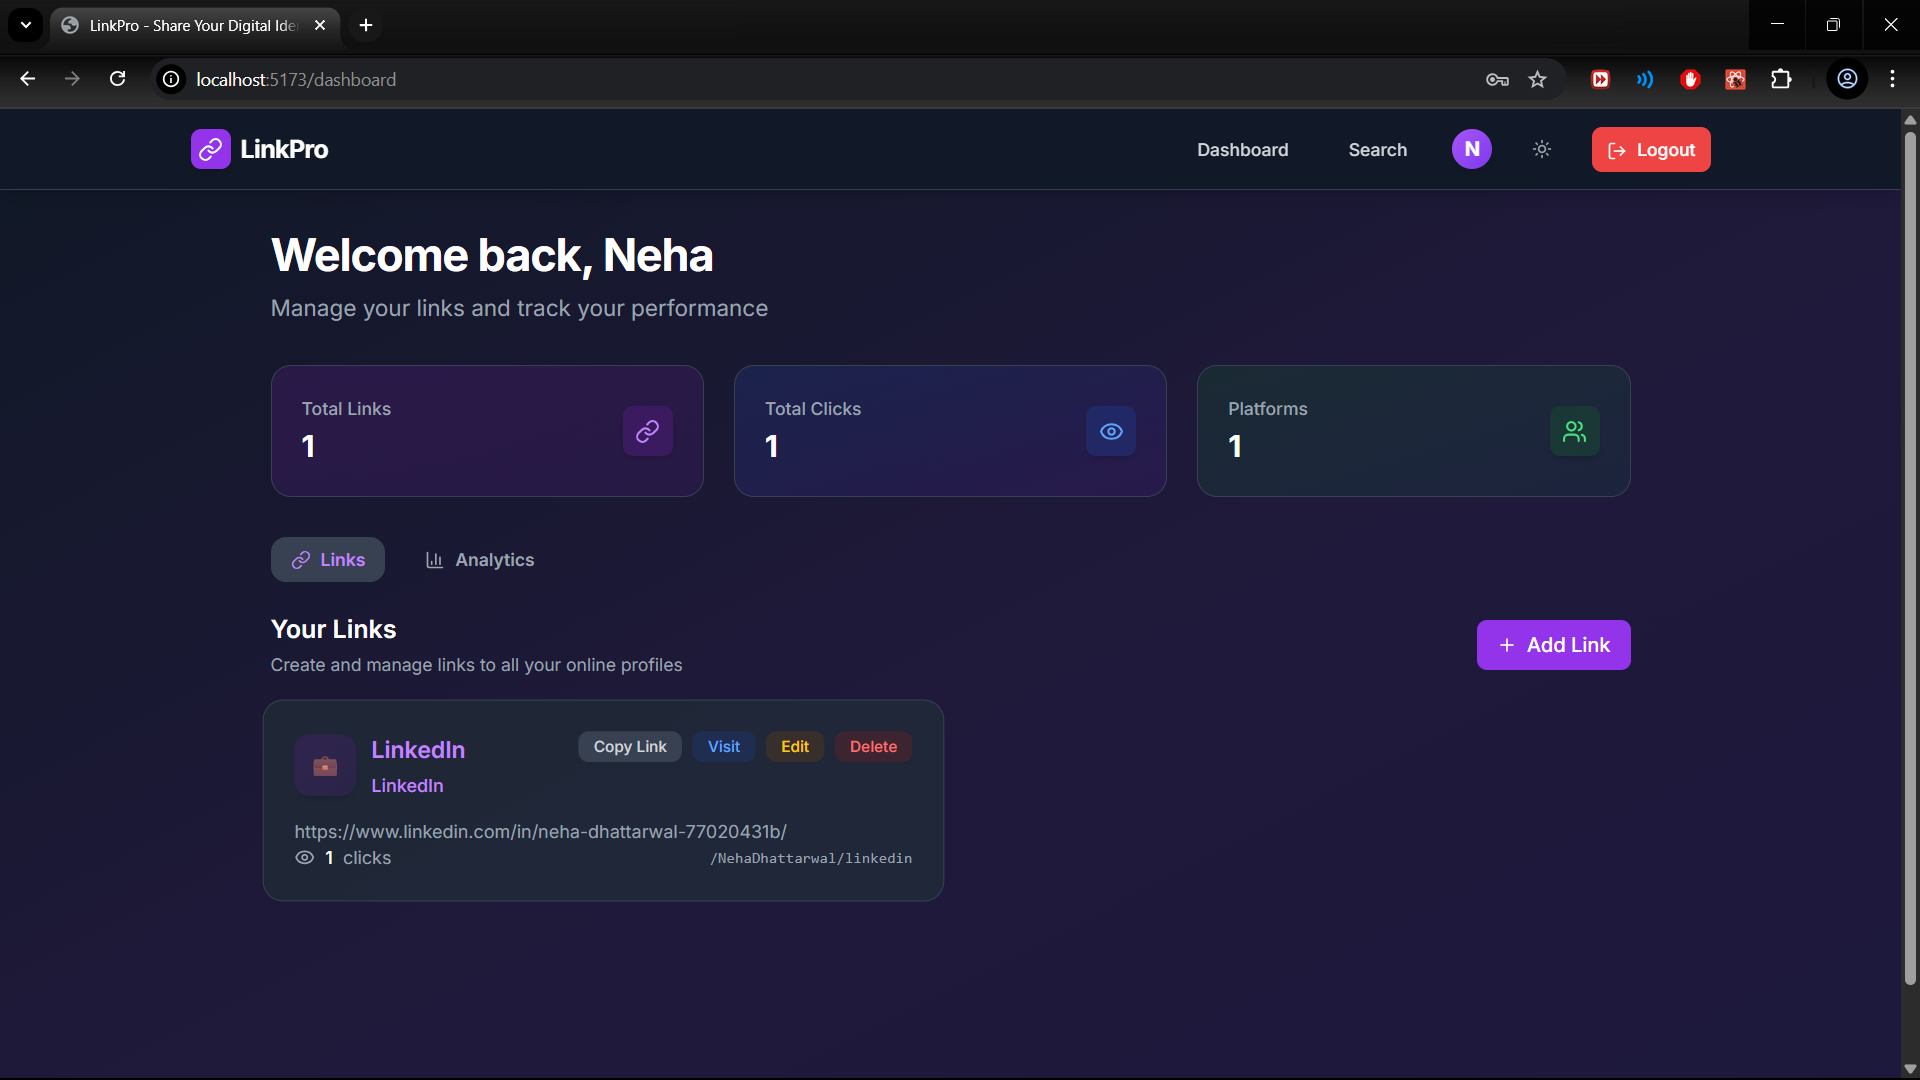 LinkPro - Share Your Digital Ide
localhost:5173/dashboard
LinkPro
Dashboard
Search
N
Logout
Welcome back, Neha
Manage your links and track your performance
Total Links
1
Total Clicks
1
Platforms
1
Links
Analytics
Your Links
Create and manage links to all your online profiles
+ Add Link
LinkedIn
Copy Link
Visit
Edit
Delete
LinkedIn
https://www.linkedin.com/in/neha-dhattarwal-77020431b/
1 clicks
/NehaDhattarwal/linkedin